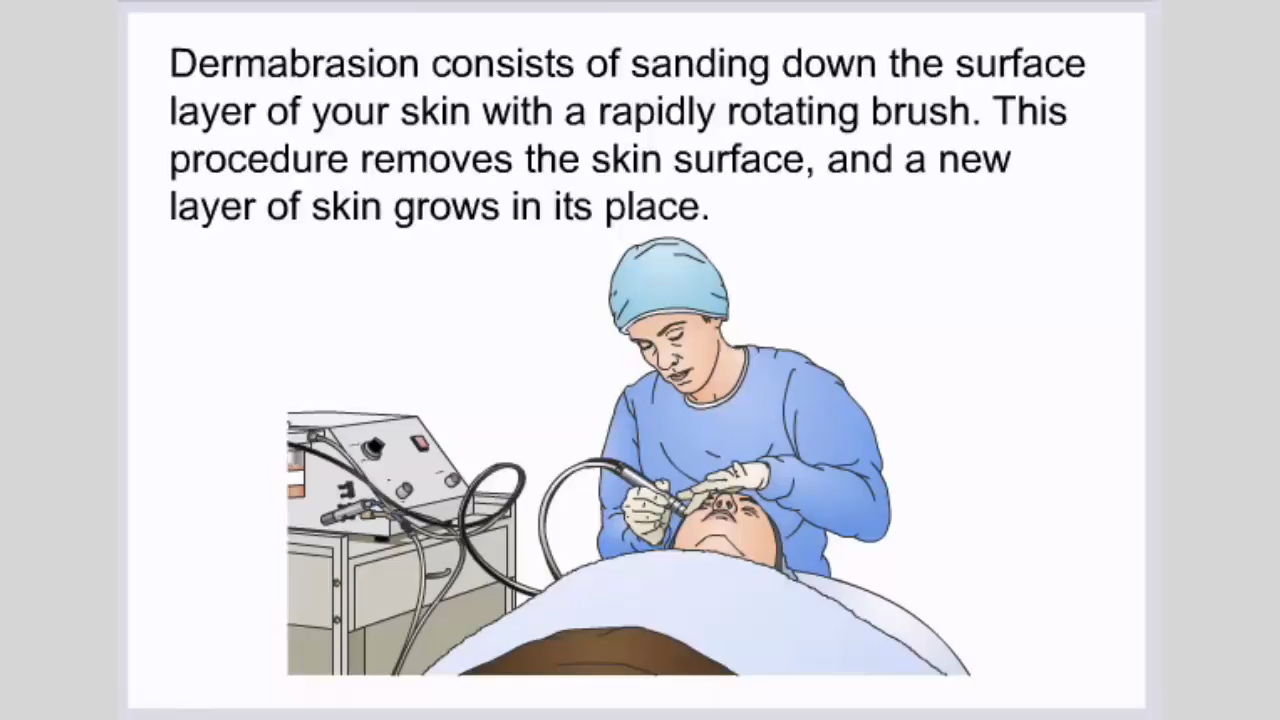 Dermabrasion consists of sanding down the surface
layer of your skin with a rapidly rotating brush. This
procedure removes the skin surface, and a new
layer of skin grows in its place.